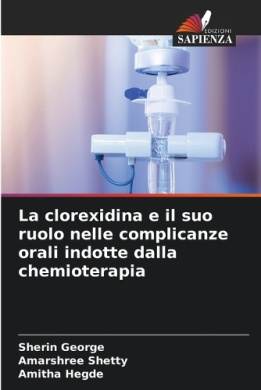 EDIZIONI
SAPIENZA
La clorexidina e il suo
ruolo nelle complicanze
orali indotte dalla
chemioterapia
Sherin George
Amarshree Shetty
Amitha Hegde